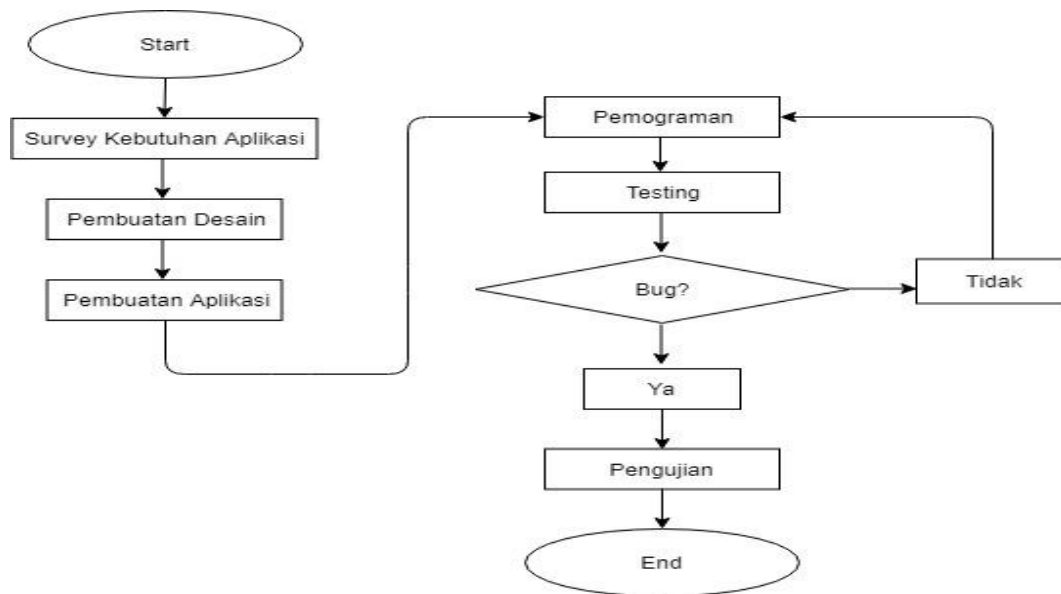 Start
Survey Kebutuhan Aplikasi
Pembuatan Desain
Pembuatan Aplikasi
Pemograman
Testing
Bug?
Tidak
Ya
Pengujian
End